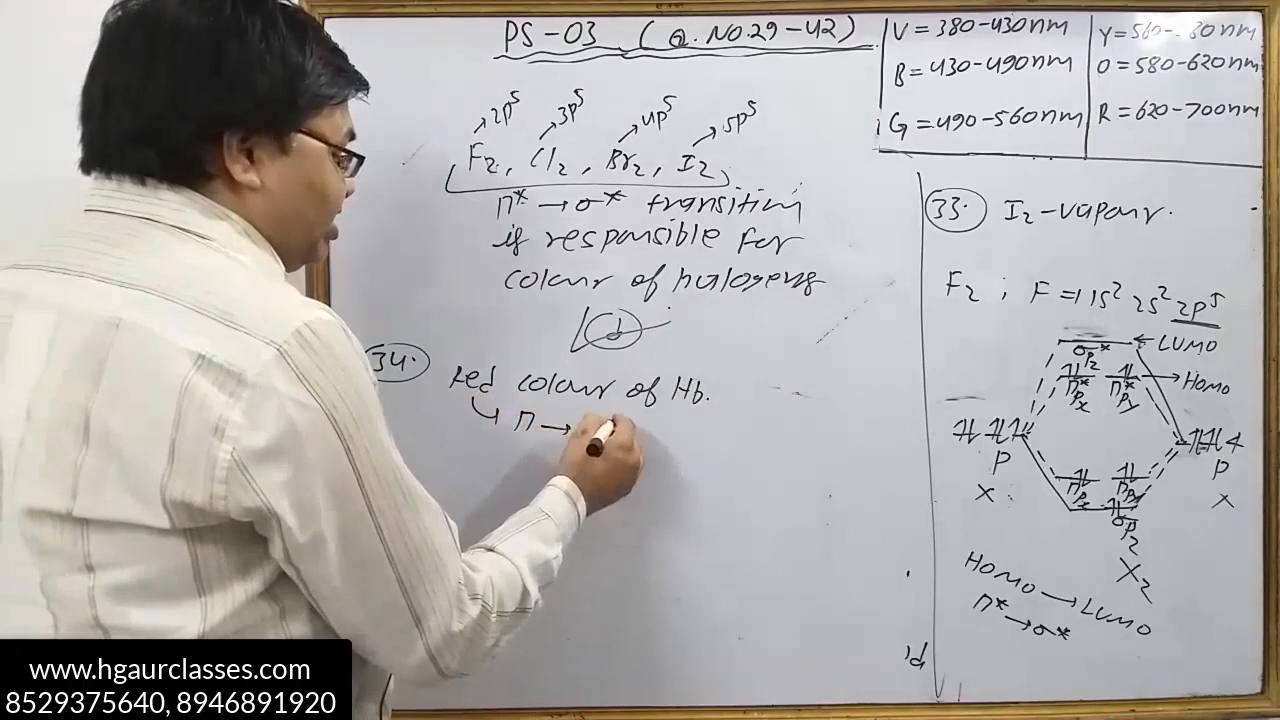 PS-03 (Q.NO.29-42)
V=380-430nm
B=430-490nm
G=490-560nm
O=580-620nm
R=620-700nm
2p⁵ 3p⁵ 4p⁵ 5p⁵
F₂, Cl₂, Br₂, I₂
π* → σ* transition
is responsible for
colour of halogens
d
34. Red colour of Hb.
π →
33. I₂-vapour.
F₂ ; F = 1s² 2s² 2p⁵
← LUMO
σ*pz
→ HOMO
π*px π*py
p p
x x
πpx πpy
σpz
X₂
HOMO → LUMO
π* → σ*
www.hgaurclasses.com
8529375640, 8946891920